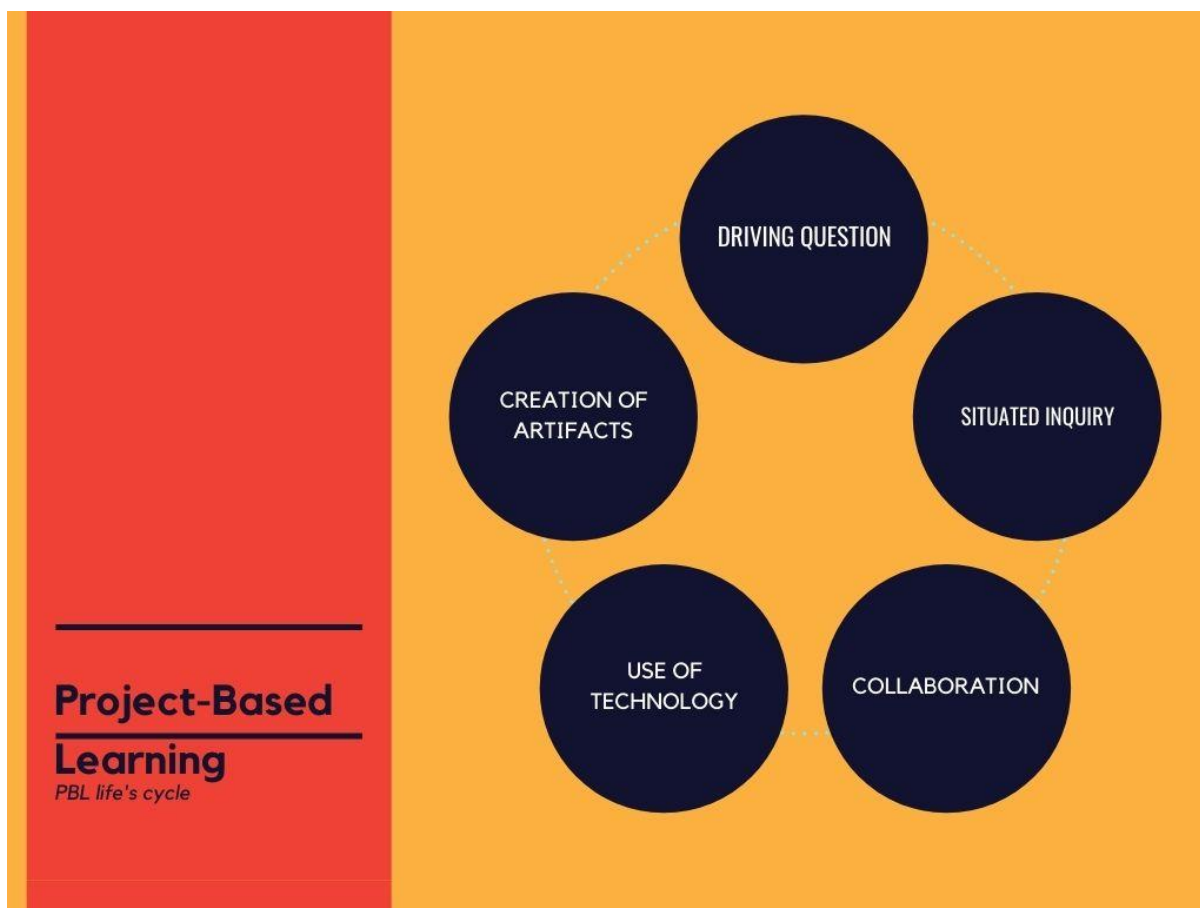 Project-Based
Learning
PBL life's cycle
DRIVING QUESTION
SITUATED INQUIRY
COLLABORATION
USE OF
TECHNOLOGY
CREATION OF
ARTIFACTS